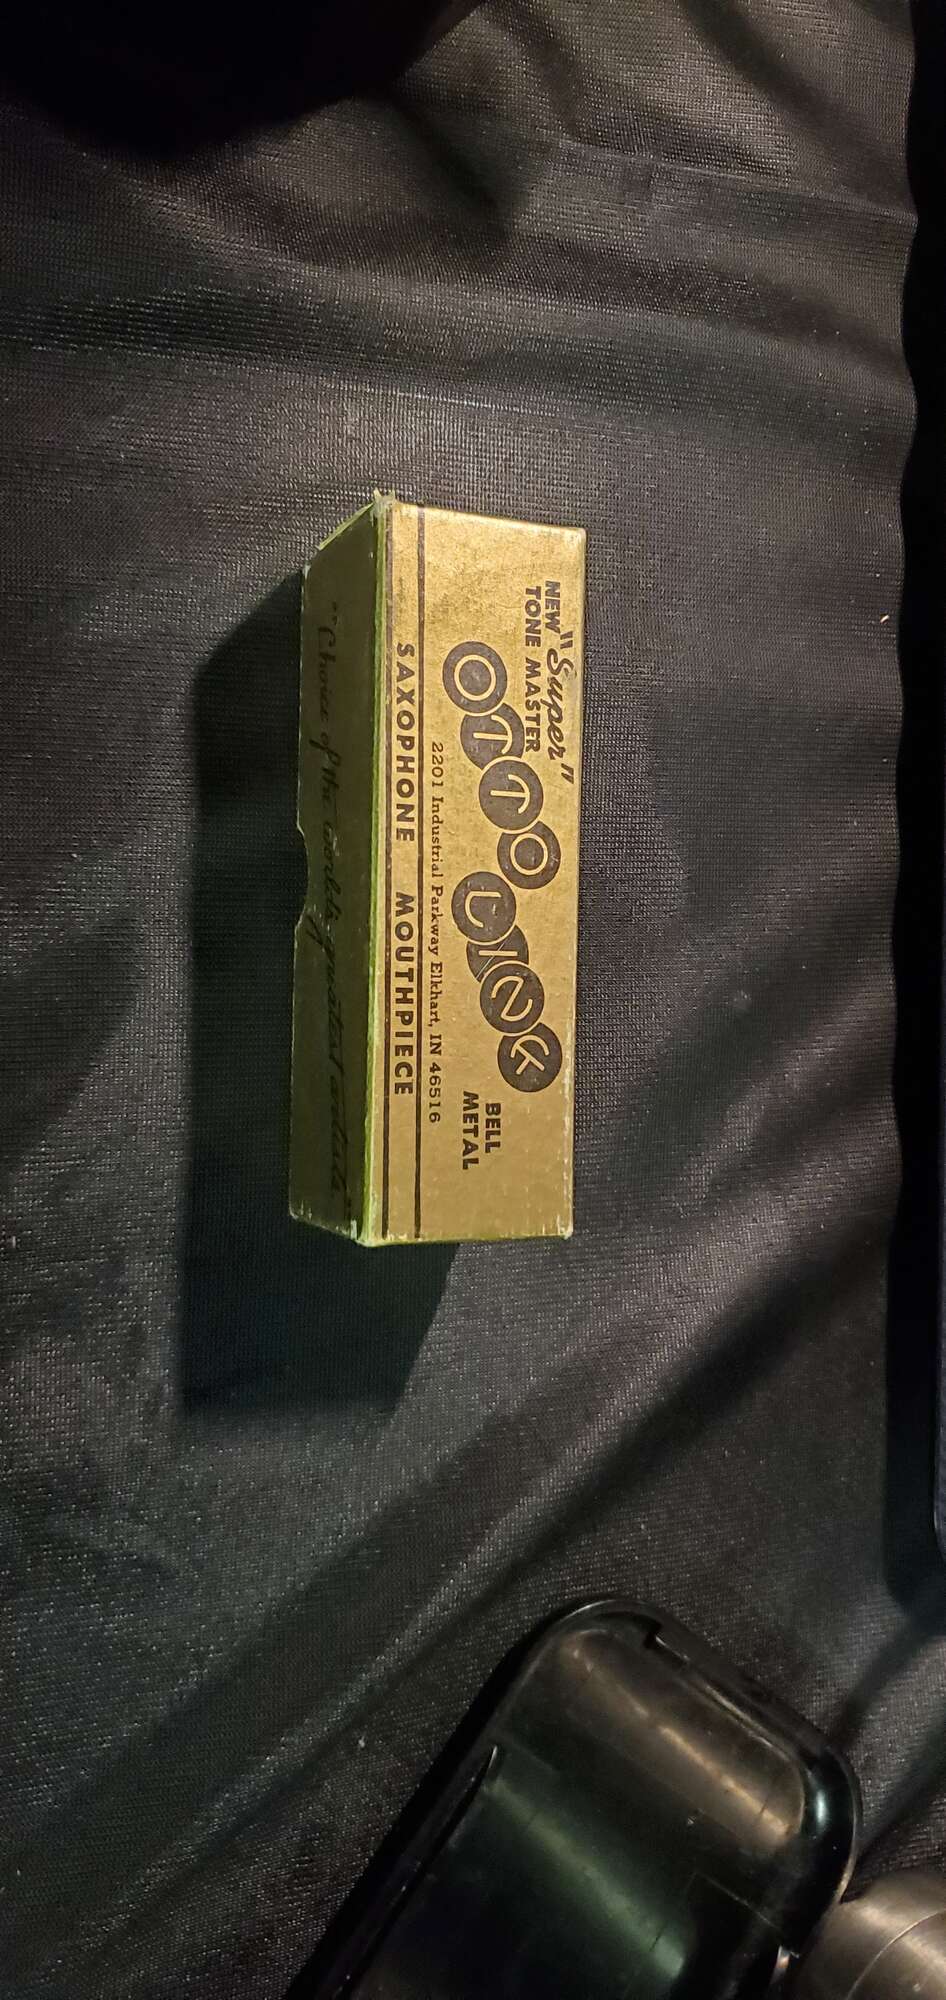 NEW "Super"
TONE MASTER
OTTO LINK
BELL
METAL
2201 Industrial Parkway Elkhart, IN 46516
SAXOPHONE MOUTHPIECE
"Choice of the world's greatest artists"